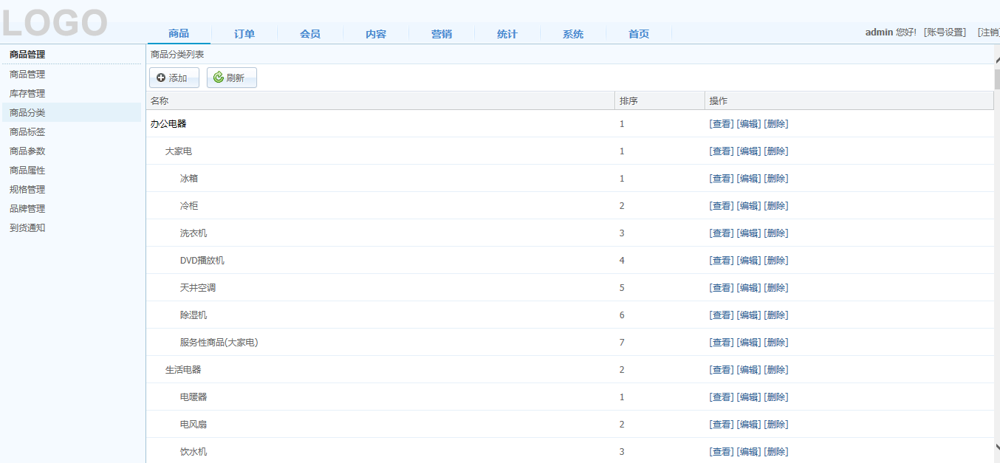 LOGO
商品 订单 会员 内容 营销 统计 系统 首页
admin 您好! [账号设置] [注销]
商品管理
商品管理
库存管理
商品分类
商品标签
商品参数
商品属性
规格管理
品牌管理
到货通知
商品分类列表
添加 刷新
名称 排序 操作
办公电器 1 [查看] [编辑] [删除]
大家电 1 [查看] [编辑] [删除]
冰箱 1 [查看] [编辑] [删除]
冷柜 2 [查看] [编辑] [删除]
洗衣机 3 [查看] [编辑] [删除]
DVD播放机 4 [查看] [编辑] [删除]
天井空调 5 [查看] [编辑] [删除]
除湿机 6 [查看] [编辑] [删除]
服务性商品(大家电) 7 [查看] [编辑] [删除]
生活电器 2 [查看] [编辑] [删除]
电暖器 1 [查看] [编辑] [删除]
电风扇 2 [查看] [编辑] [删除]
饮水机 3 [查看] [编辑] [删除]